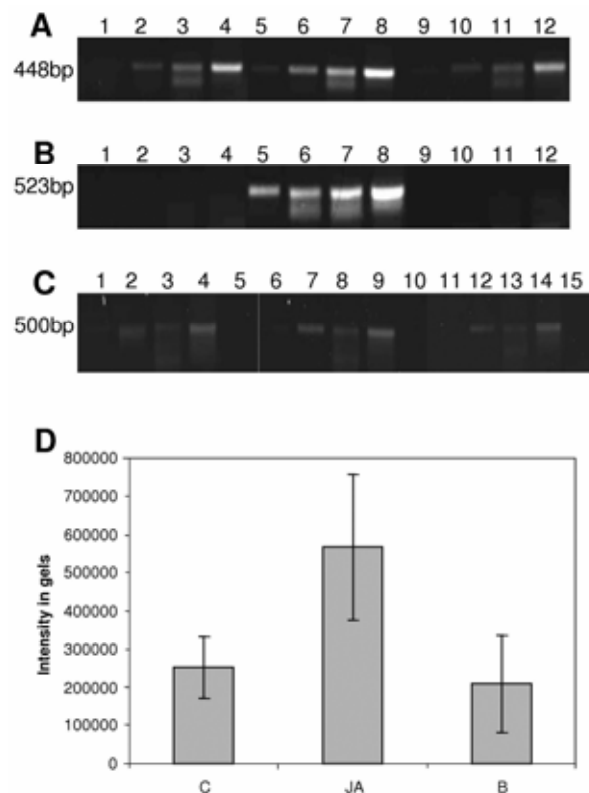 A
1 2 3 4 5 6 7 8 9 10 11 12
448bp
B
1 2 3 4 5 6 7 8 9 10 11 12
523bp
C
1 2 3 4 5 6 7 8 9 10 11 12 13 14 15
500bp
D
800000
700000
600000
500000
400000
300000
200000
100000
0
Intensity in gels
C JA B